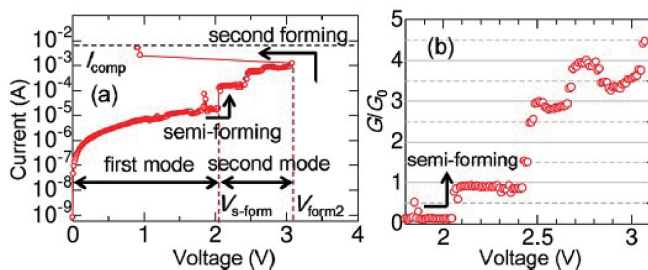 (a)
second forming
I_comp
semi-forming
first mode
second mode
V_s-form
V_form2
Current (A)
10^-2
10^-3
10^-4
10^-5
10^-6
10^-7
10^-8
10^-9
0 1 2 3 4
Voltage (V)
(b)
semi-forming
G/G_0
5
4
3
2
1
0
2 2.5 3
Voltage (V)